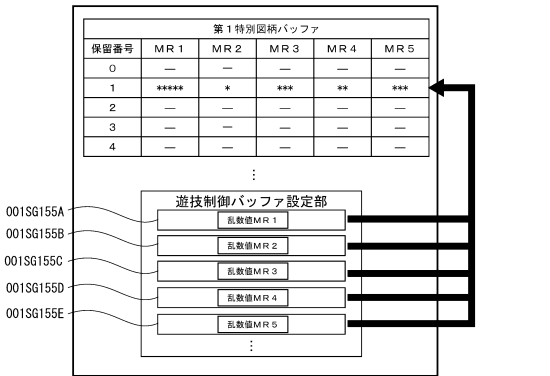 第1特別図柄バッファ
保留番号 MR1 MR2 MR3 MR4 MR5
0 — — — — —
1 ***** * *** ** ***
2 — — — — —
3 — — — — —
4 — — — — —
⋮
遊技制御バッファ設定部
001SG155A 乱数値MR1
001SG155B 乱数値MR2
001SG155C 乱数値MR3
001SG155D 乱数値MR4
001SG155E 乱数値MR5
⋮